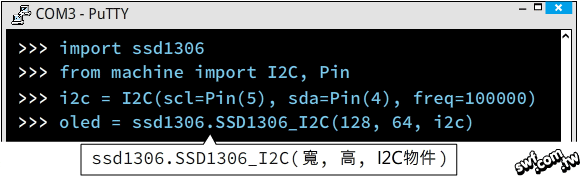 COM3 - PuTTY
>>> import ssd1306
>>> from machine import I2C, Pin
>>> i2c = I2C(scl=Pin(5), sda=Pin(4), freq=100000)
>>> oled = ssd1306.SSD1306_I2C(128, 64, i2c)
ssd1306.SSD1306_I2C(寬, 高, I2C物件)
swf.com.tw